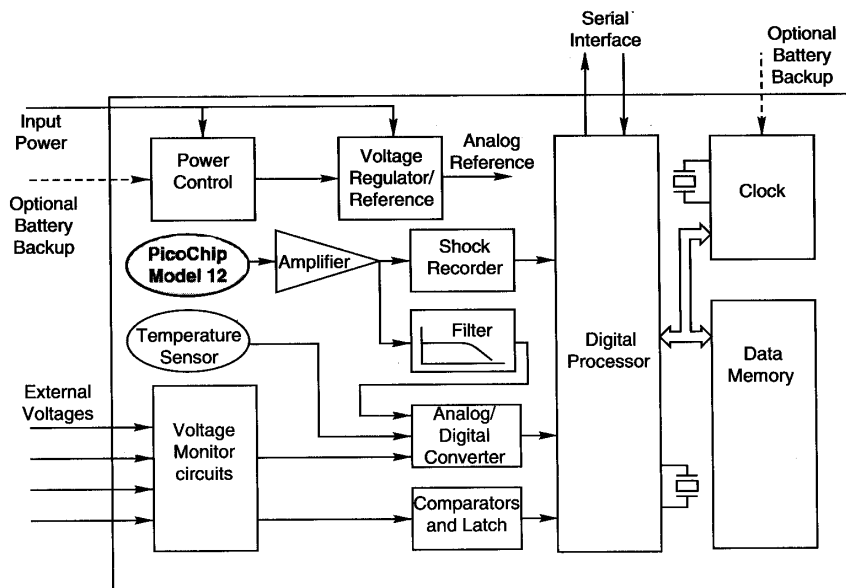 Serial
Interface
Optional
Battery
Backup
Input
Power
Power
Control
Voltage
Regulator/
Reference
Analog
Reference
Clock
Optional
Battery
Backup
PicoChip
Model 12
Amplifier
Shock
Recorder
Temperature
Sensor
Filter
Digital
Processor
Data
Memory
External
Voltages
Voltage
Monitor
circuits
Analog/
Digital
Converter
Comparators
and Latch